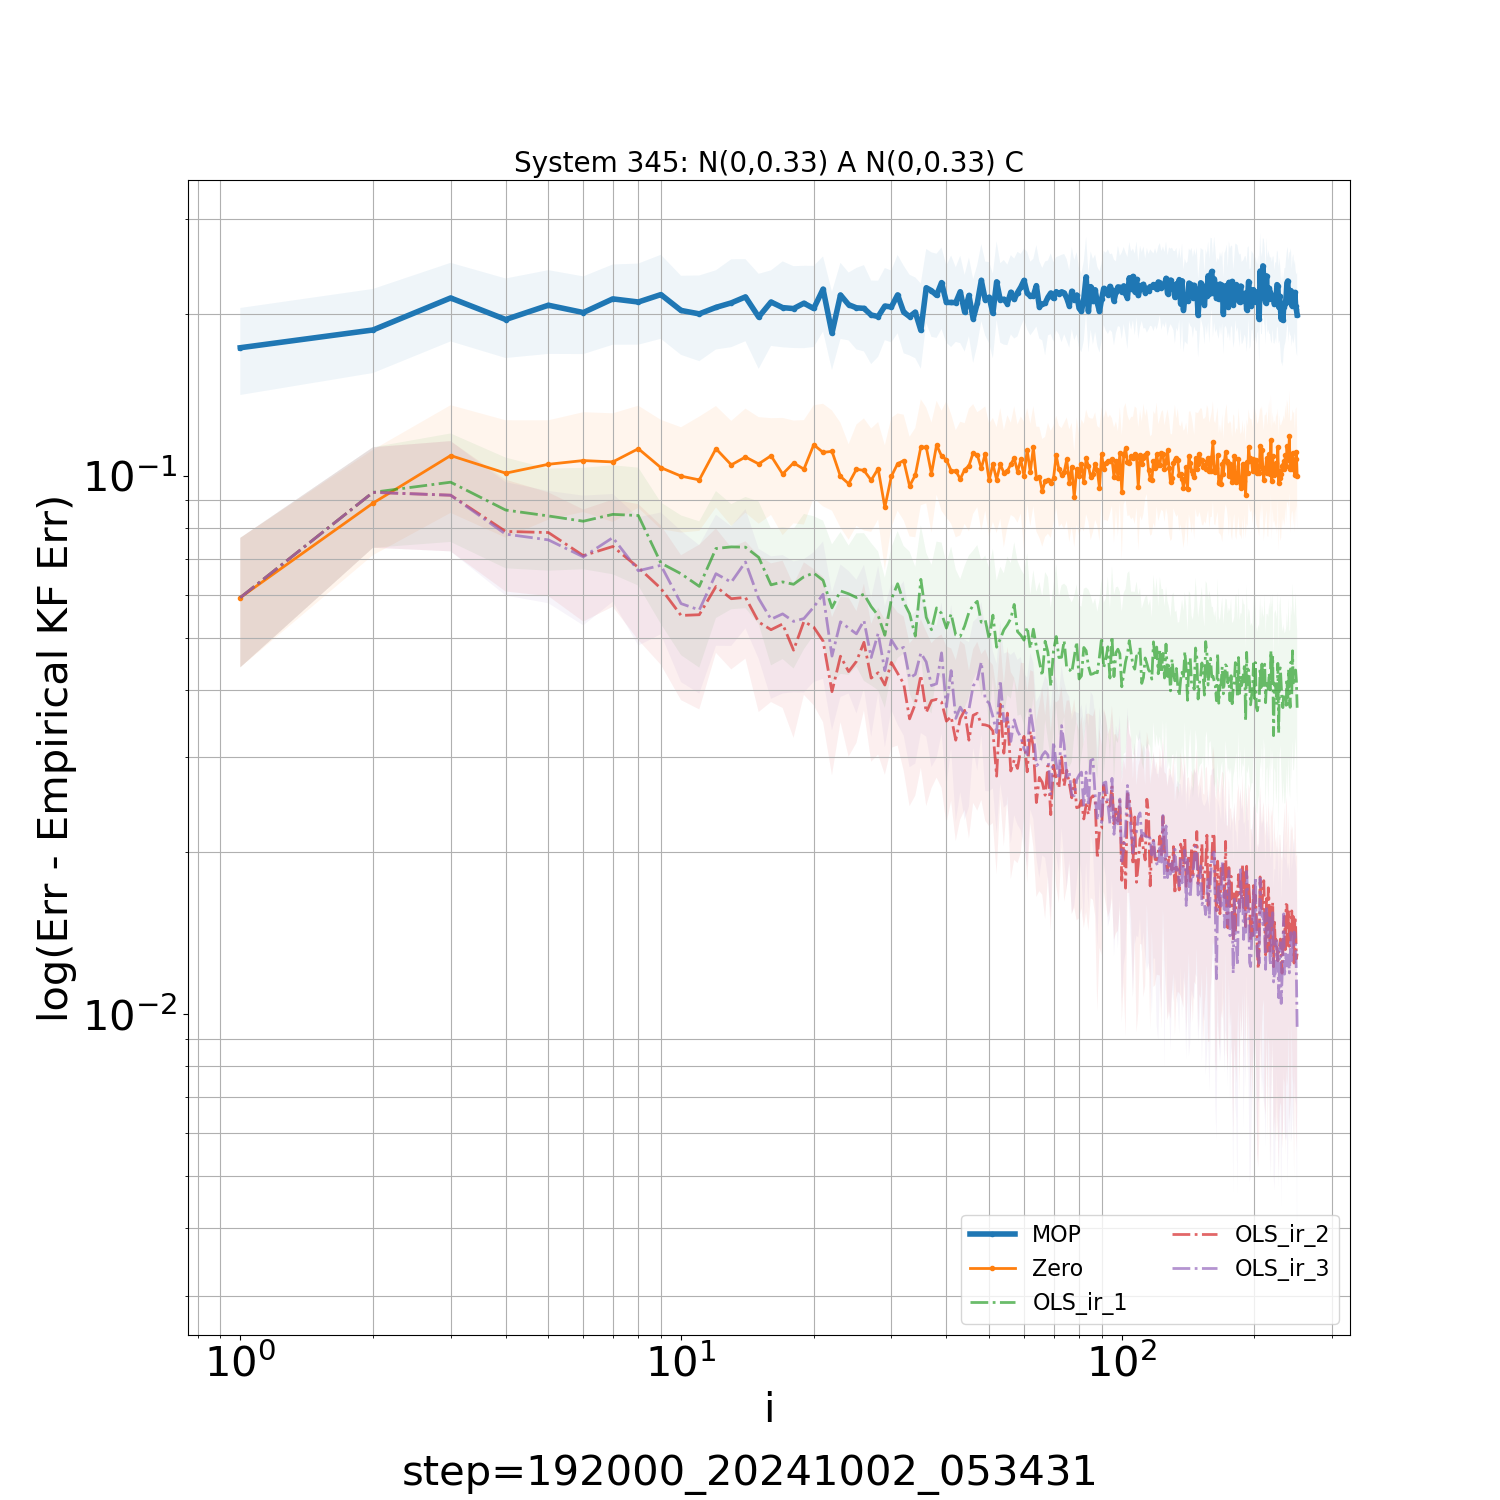 System 345: N(0,0.33) A N(0,0.33) C
log(Err - Empirical KF Err)
10⁻¹
10⁻²
MOP
Zero
OLS_ir_1
OLS_ir_2
OLS_ir_3
10⁰ 10¹ 10²
i
step=192000_20241002_053431